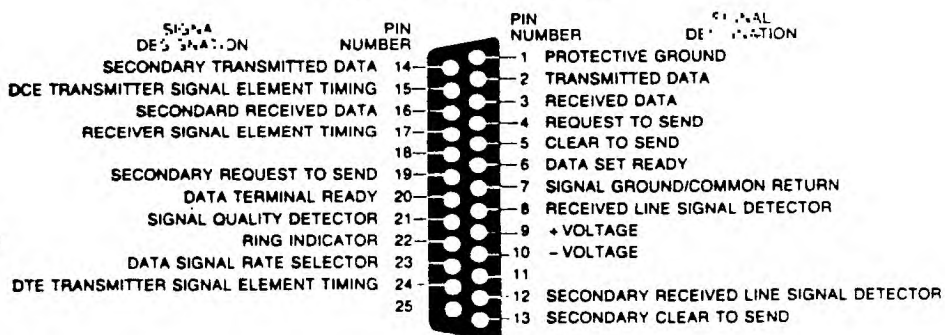 PIN
NUMBER
SECONDARY TRANSMITTED DATA 14
DCE TRANSMITTER SIGNAL ELEMENT TIMING 15
SECONDARD RECEIVED DATA 16
RECEIVER SIGNAL ELEMENT TIMING 17
18
SECONDARY REQUEST TO SEND 19
DATA TERMINAL READY 20
SIGNAL QUALITY DETECTOR 21
RING INDICATOR 22
DATA SIGNAL RATE SELECTOR 23
DTE TRANSMITTER SIGNAL ELEMENT TIMING 24
25
PIN
NUMBER
1 PROTECTIVE GROUND
2 TRANSMITTED DATA
3 RECEIVED DATA
4 REQUEST TO SEND
5 CLEAR TO SEND
6 DATA SET READY
7 SIGNAL GROUND/COMMON RETURN
8 RECEIVED LINE SIGNAL DETECTOR
9 + VOLTAGE
10 – VOLTAGE
11
12 SECONDARY RECEIVED LINE SIGNAL DETECTOR
13 SECONDARY CLEAR TO SEND